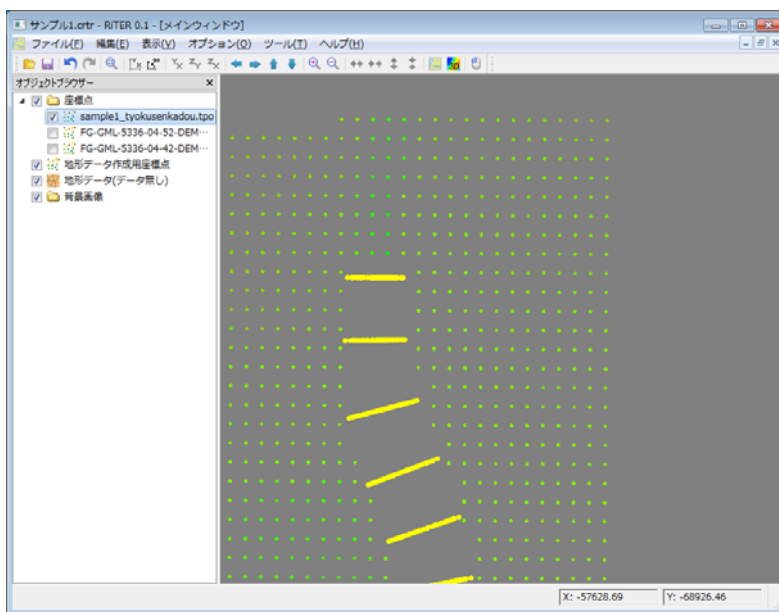 サンプル1.crtr - RiTER 0.1 - [メインウィンドウ]
ファイル(F) 編集(E) 表示(V) オプション(O) ツール(T) ヘルプ(H)
オブジェクトブラウザー
座標点
sample1_tyokusenkadou.tpo
FG-GML-5336-04-52-DEM…
FG-GML-5336-04-42-DEM…
地形データ作成用座標点
地形データ(データ無し)
背景画像
X: -57628.69 Y: -68926.46